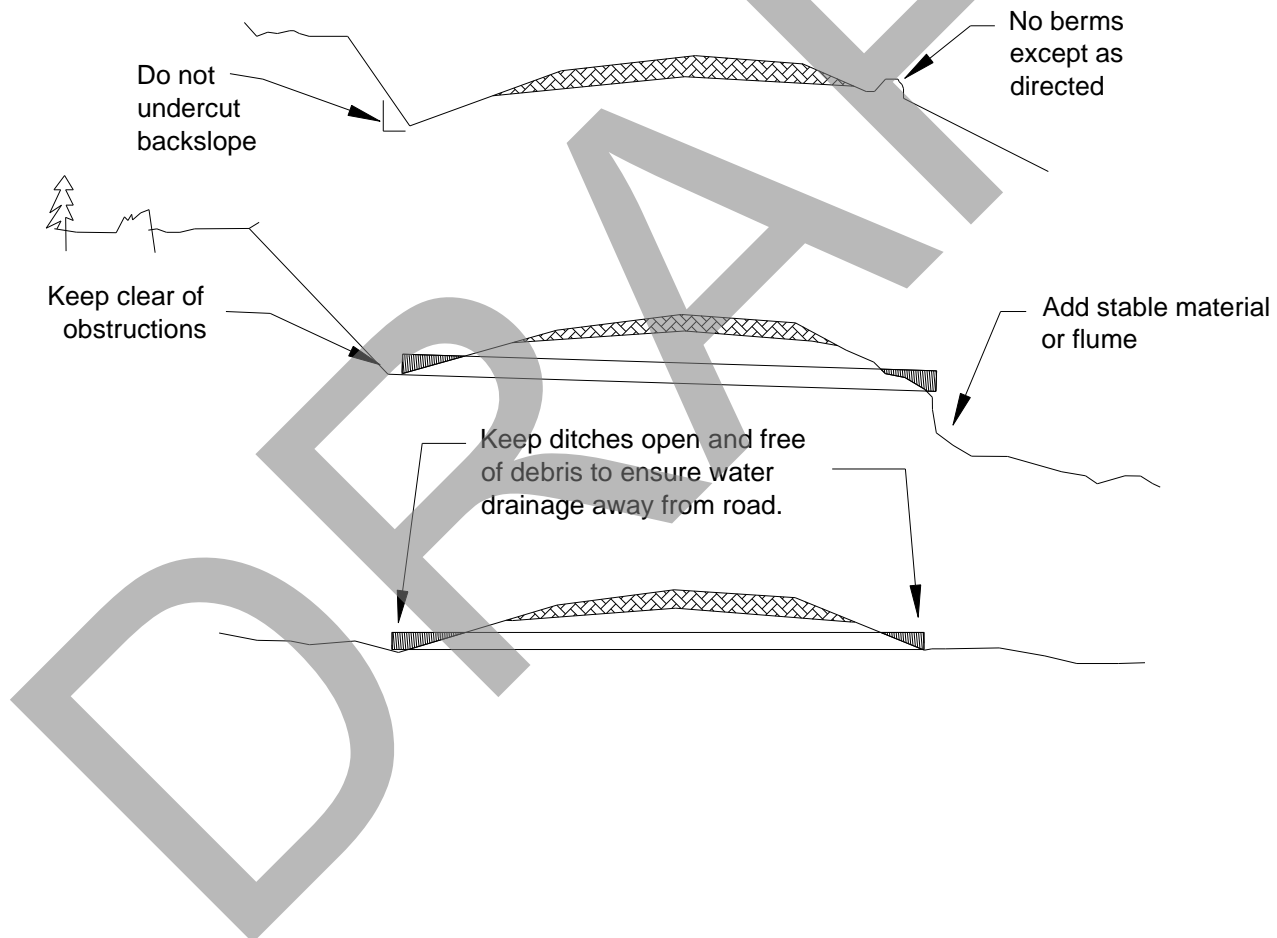 No berms
except as
directed
Do not
undercut
backslope
Keep clear of
obstructions
Add stable material
or flume
Keep ditches open and free
of debris to ensure water
drainage away from road.